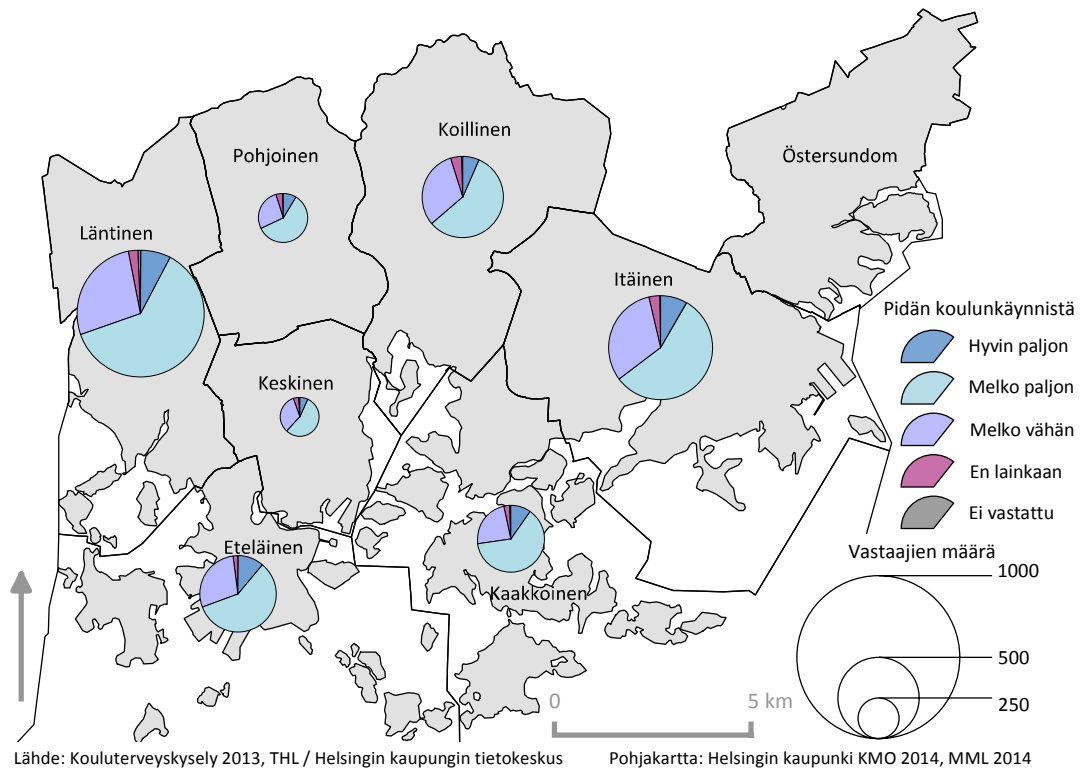 Koillinen
Pohjoinen
Östersundom
Läntinen
Itäinen
Pidän koulunkäynnistä
Hyvin paljon
Keskinen
Melko paljon
Melko vähän
En lainkaan
Ei vastattu
Eteläinen
Vastaajien määrä
1000
Kaakkoinen
500
250
0 5 km
Lähde: Kouluterveyskysely 2013, THL / Helsingin kaupungin tietokeskus
Pohjakartta: Helsingin kaupunki KMO 2014, MML 2014